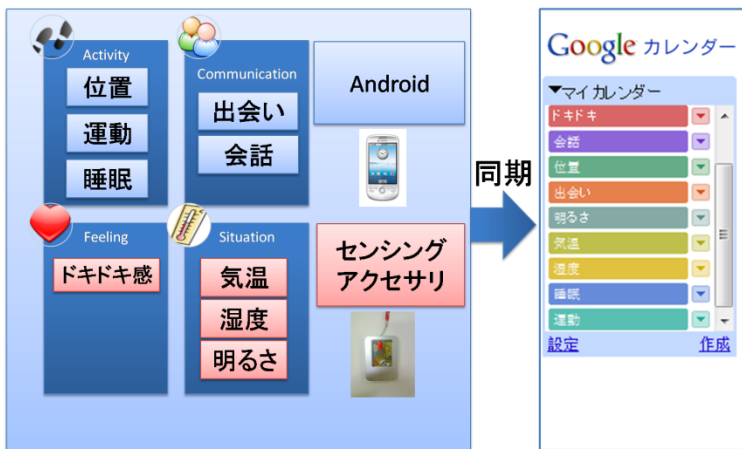 Activity
位置
運動
睡眠
Communication
出会い
会話
Android
Feeling
ドキドキ感
Situation
気温
湿度
明るさ
センシング
アクセサリ
同期
Google カレンダー
▼マイカレンダー
ドキドキ
会話
位置
出会い
明るさ
気温
湿度
睡眠
運動
設定
作成